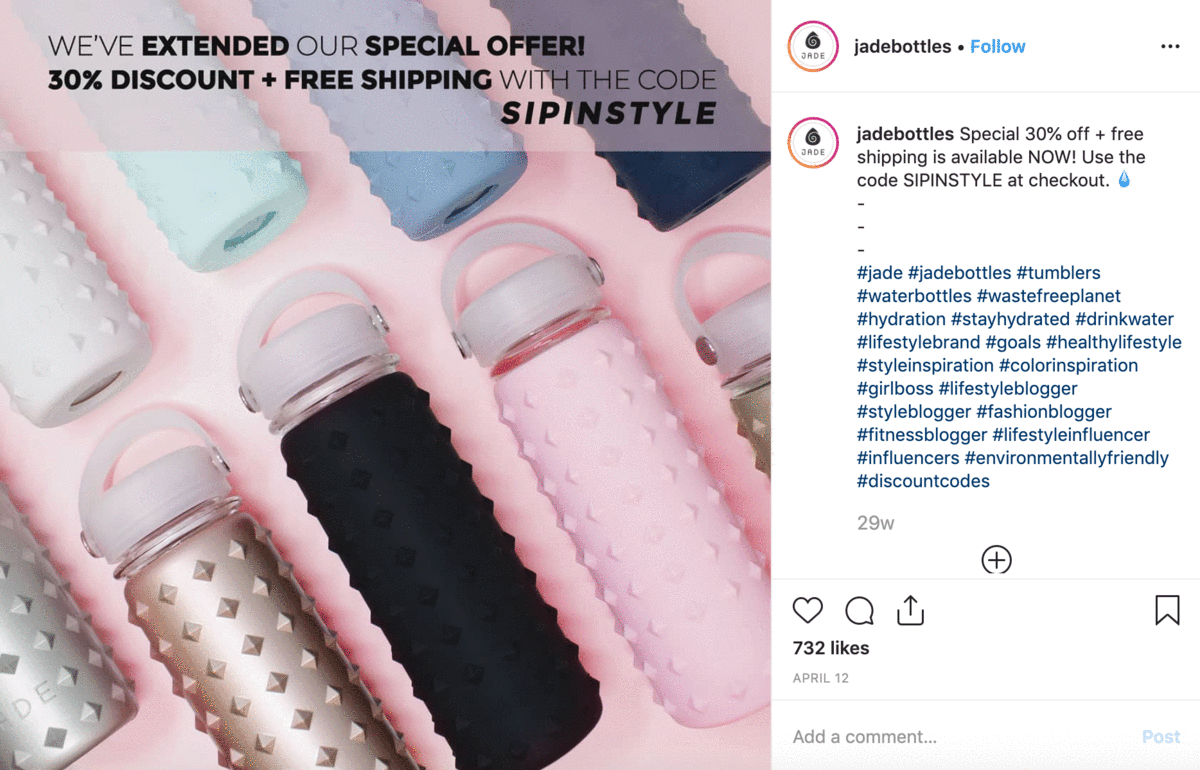 WE'VE EXTENDED OUR SPECIAL OFFER!
30% DISCOUNT + FREE SHIPPING WITH THE CODE
SIPINSTYLE
JADE
jadebottles • Follow
JADE
jadebottles Special 30% off + free
shipping is available NOW! Use the
code SIPINSTYLE at checkout. 💧
-
-
-
#jade #jadebottles #tumblers
#waterbottles #wastefreeplanet
#hydration #stayhydrated #drinkwater
#lifestylebrand #goals #healthylifestyle
#styleinspiration #colorinspiration
#girlboss #lifestyleblogger
#styleblogger #fashionblogger
#fitnessblogger #lifestyleinfluencer
#influencers #environmentallyfriendly
#discountcodes
29w
732 likes
APRIL 12
Add a comment...
Post
ADE